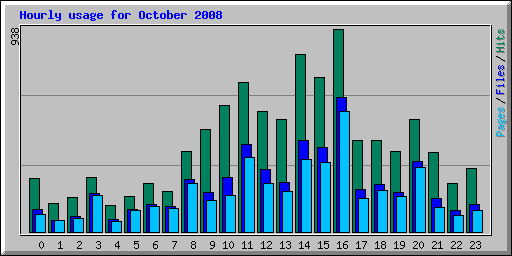 Hourly usage for October 2008
938
Pages/Files/Hits
0 1 2 3 4 5 6 7 8 9 10 11 12 13 14 15 16 17 18 19 20 21 22 23